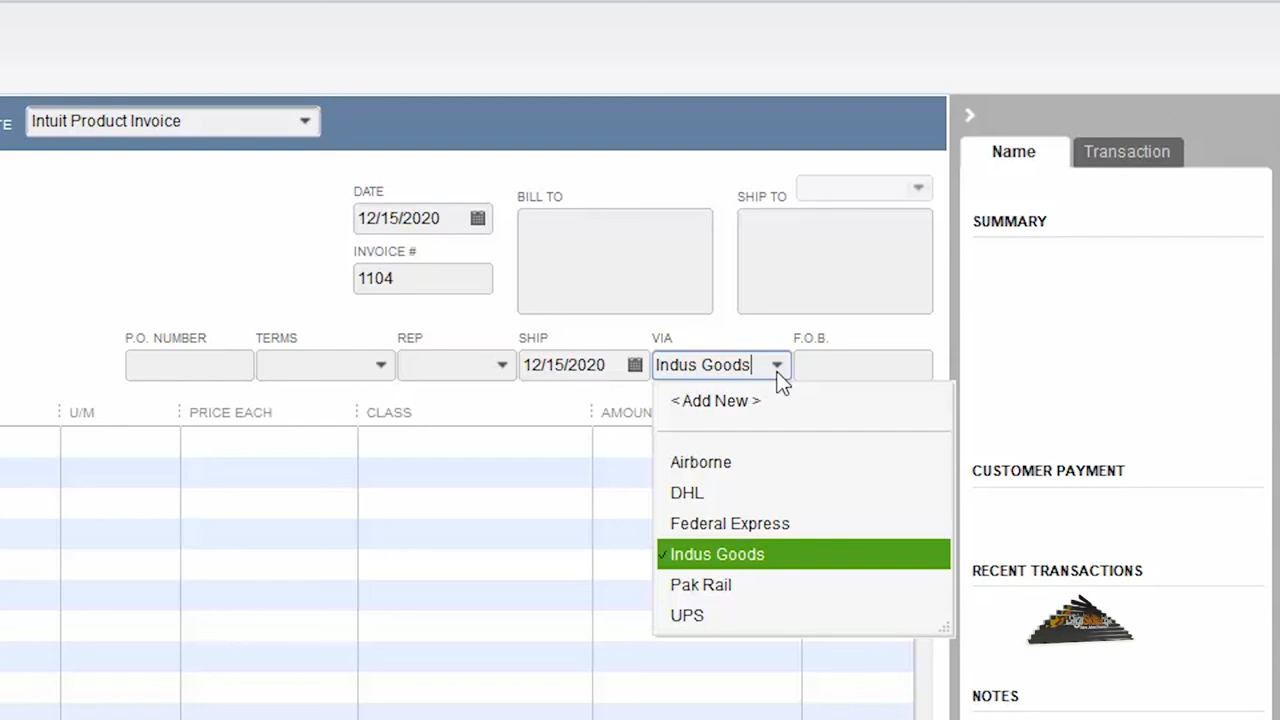 TE
Intuit Product Invoice
Name
Transaction
DATE
12/15/2020
BILL TO
SHIP TO
SUMMARY
INVOICE #
1104
P.O. NUMBER
TERMS
REP
SHIP
VIA
F.O.B.
12/15/2020
Indus Goods
U/M
PRICE EACH
CLASS
AMOUN
< Add New >
Airborne
DHL
Federal Express
✓ Indus Goods
Pak Rail
UPS
CUSTOMER PAYMENT
RECENT TRANSACTIONS
NOTES